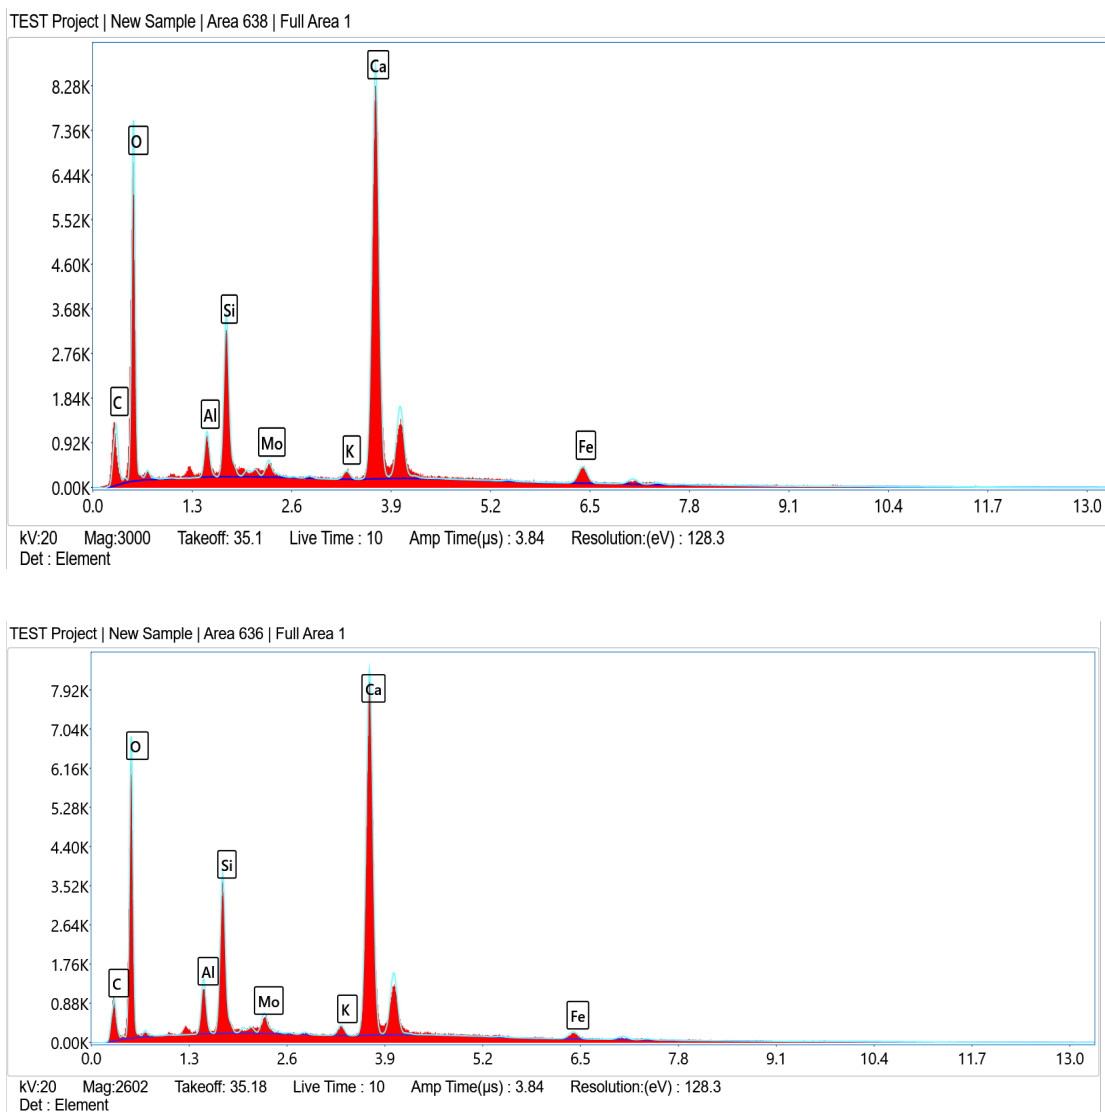 TEST Project | New Sample | Area 638 | Full Area 1
Ca
8.28K
7.36K
O
6.44K
5.52K
4.60K
3.68K
Si
2.76K
1.84K
C
Al
0.92K
Mo
K
Fe
0.00K
0.0 1.3 2.6 3.9 5.2 6.5 7.8 9.1 10.4 11.7 13.0
kV:20 Mag:3000 Takeoff: 35.1 Live Time : 10 Amp Time(μs) : 3.84 Resolution:(eV) : 128.3
Det : Element
TEST Project | New Sample | Area 636 | Full Area 1
7.92K
Ca
7.04K
O
6.16K
5.28K
4.40K
Si
3.52K
2.64K
1.76K
Al
C
0.88K
Mo
K
Fe
0.00K
0.0 1.3 2.6 3.9 5.2 6.5 7.8 9.1 10.4 11.7 13.0
kV:20 Mag:2602 Takeoff: 35.18 Live Time : 10 Amp Time(μs) : 3.84 Resolution:(eV) : 128.3
Det : Element